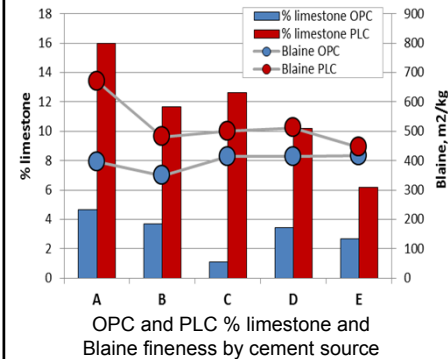 % limestone OPC
% limestone PLC
Blaine OPC
Blaine PLC
% limestone
18
16
14
12
10
8
6
4
2
0
900
800
700
600
500
400
300
200
100
0
Blaine, m2/kg
A B C D E
OPC and PLC % limestone and
Blaine fineness by cement source